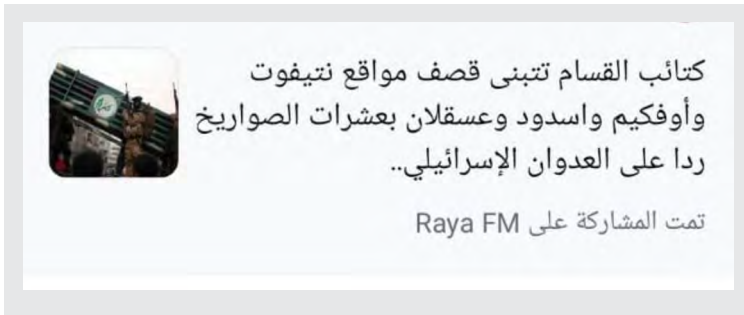 كتائب القسام تتبنى قصف مواقع نتيفوت
وأوفكيم واسدود وعسقلان بعشرات الصواريخ
ردا على العدوان الإسرائيلي..
تمت المشاركة على Raya FM